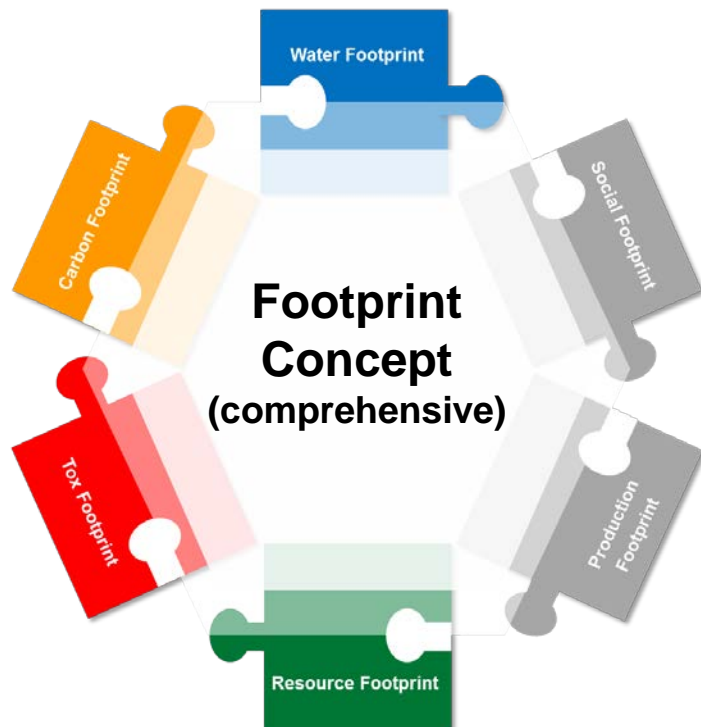 Water Footprint
Carbon Footprint
Social Footprint
Footprint
Concept
(comprehensive)
Tox Footprint
Production
Footprint
Resource Footprint